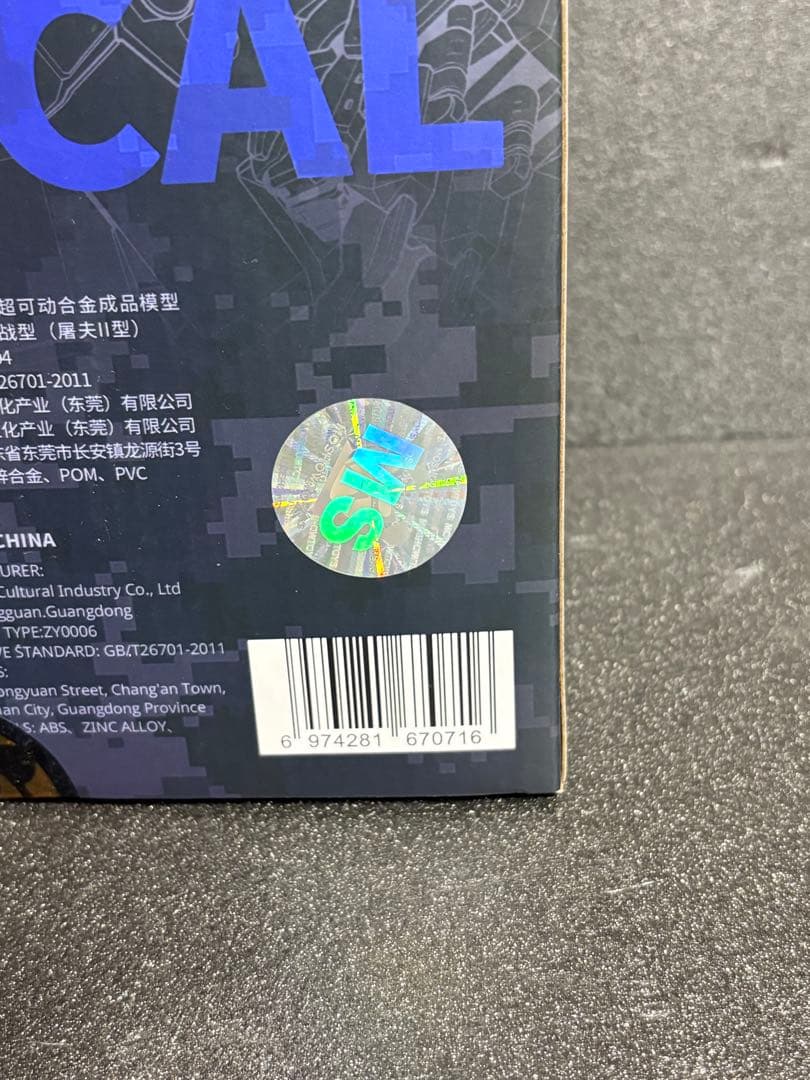 CAL
超可动合金成品模型
战型（屠夫II型）
04
26701-2011
化产业（东莞）有限公司
化产业（东莞）有限公司
省东莞市长安镇龙源街3号
锌合金、POM、PVC
CHINA
URER:
Cultural Industry Co., Ltd
gguan.Guangdong
TYPE:ZY0006
VE STANDARD: GB/T26701-2011
S:
ongyuan Street, Chang'an Town,
an City, Guangdong Province
LS: ABS、ZINC ALLOY、
MS
6 974281 670716